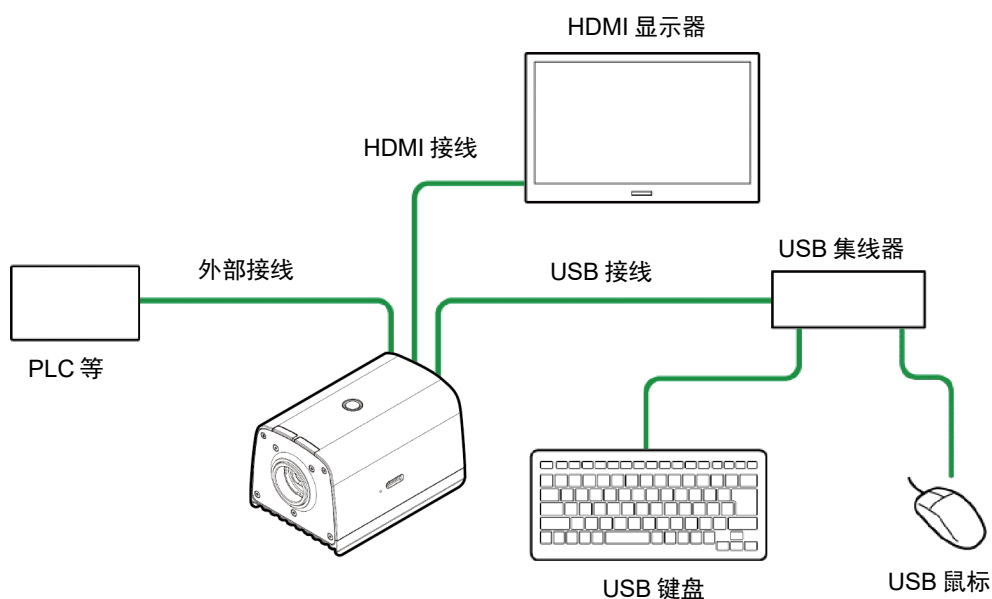 HDMI 显示器
HDMI 接线
USB 集线器
外部接线
USB 接线
PLC 等
USB 键盘
USB 鼠标